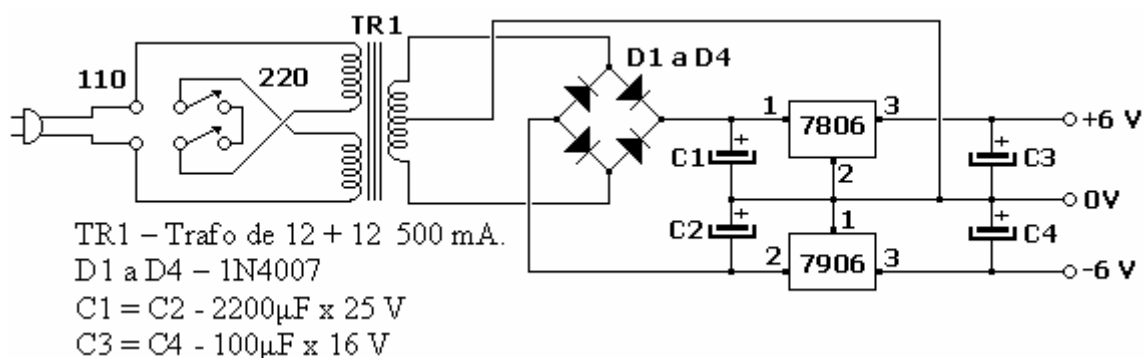 TR1
D1 a D4
110
220
1
7806
3
+6 V
+
C1
2
+
C3
0V
+
C2
1
+
C4
2
7906
3
-6 V
TR1 – Trafo de 12 + 12 500 mA.
D1 a D4 – 1N4007
C1 = C2 - 2200µF x 25 V
C3 = C4 - 100µF x 16 V